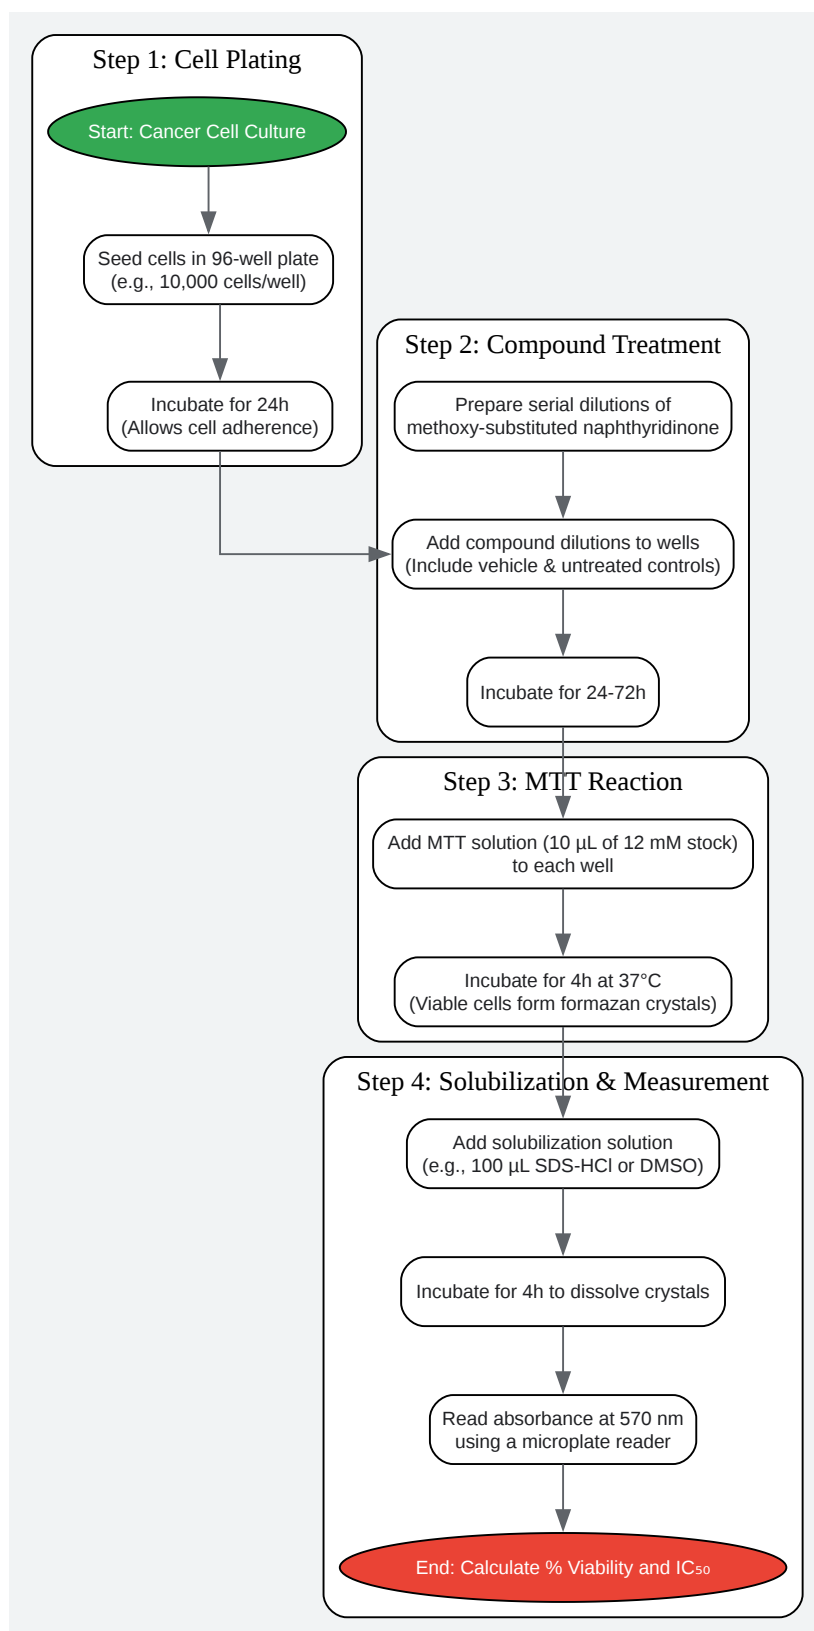 Step 1: Cell Plating
Start: Cancer Cell Culture
Seed cells in 96-well plate
(e.g., 10,000 cells/well)
Incubate for 24h
(Allows cell adherence)
Step 2: Compound Treatment
Prepare serial dilutions of
methoxy-substituted naphthyridinone
Add compound dilutions to wells
(Include vehicle & untreated controls)
Incubate for 24-72h
Step 3: MTT Reaction
Add MTT solution (10 µL of 12 mM stock)
to each well
Incubate for 4h at 37°C
(Viable cells form formazan crystals)
Step 4: Solubilization & Measurement
Add solubilization solution
(e.g., 100 µL SDS-HCl or DMSO)
Incubate for 4h to dissolve crystals
Read absorbance at 570 nm
using a microplate reader
End: Calculate % Viability and IC₅₀